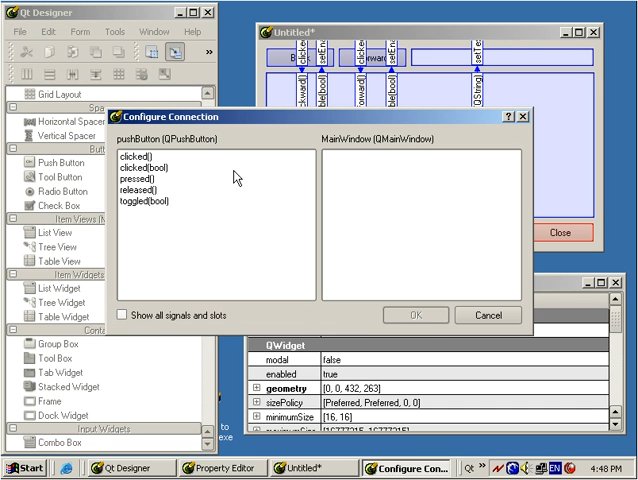 Qt Designer
File Edit Form Tools Window Help
»
Grid Layout
Horizontal Spacer
Vertical Spacer
Push Button
Tool Button
Radio Button
Check Box
Item Views
List View
Tree View
Table View
Item Widgets
List Widget
Tree Widget
Table Widget
Group Box
Tool Box
Tab Widget
Stacked Widget
Frame
Dock Widget
Input Widgets
Combo Box
Untitled*
Close
Configure Connection
pushButton (QPushButton)
MainWindow (QMainWindow)
clicked()
clicked(bool)
pressed()
released()
toggled(bool)
Show all signals and slots
OK
Cancel
QWidget
modal false
enabled true
geometry [0, 0, 432, 263]
sizePolicy [Preferred, Preferred, 0, 0]
minimumSize [16, 16]
to
exe
Start
Qt Designer
Property Editor
Untitled*
Configure Con...
Qt »
EN
4:48 PM